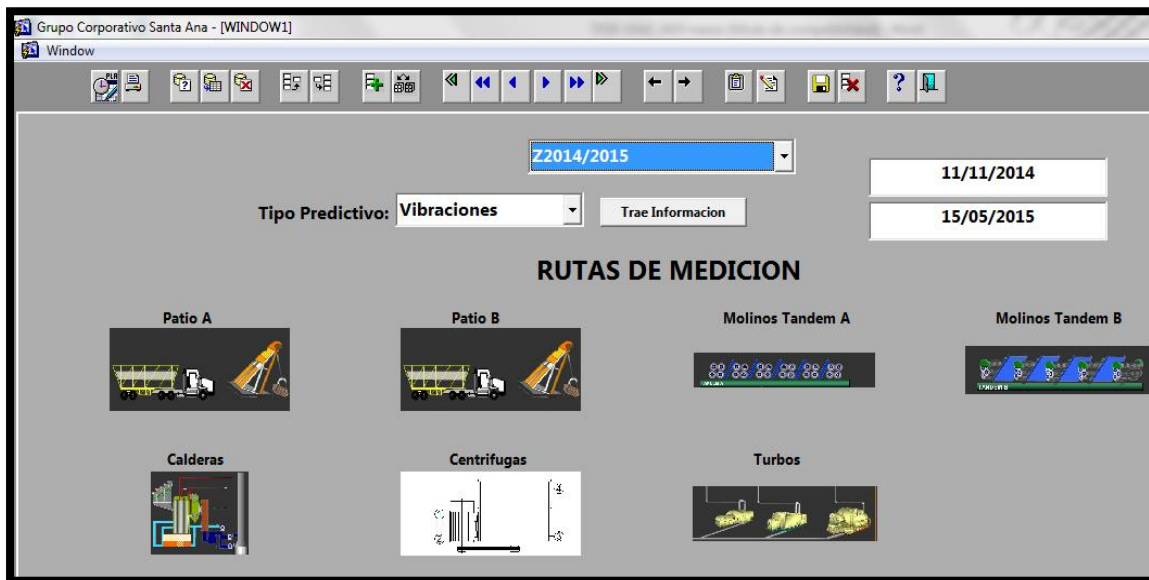 Grupo Corporativo Santa Ana - [WINDOW1]
Window
Z2014/2015
11/11/2014
Tipo Predictivo: Vibraciones Trae Informacion
15/05/2015
RUTAS DE MEDICION
Patio A Patio B Molinos Tandem A Molinos Tandem B
TANDEM B
Calderas Centrifugas Turbos